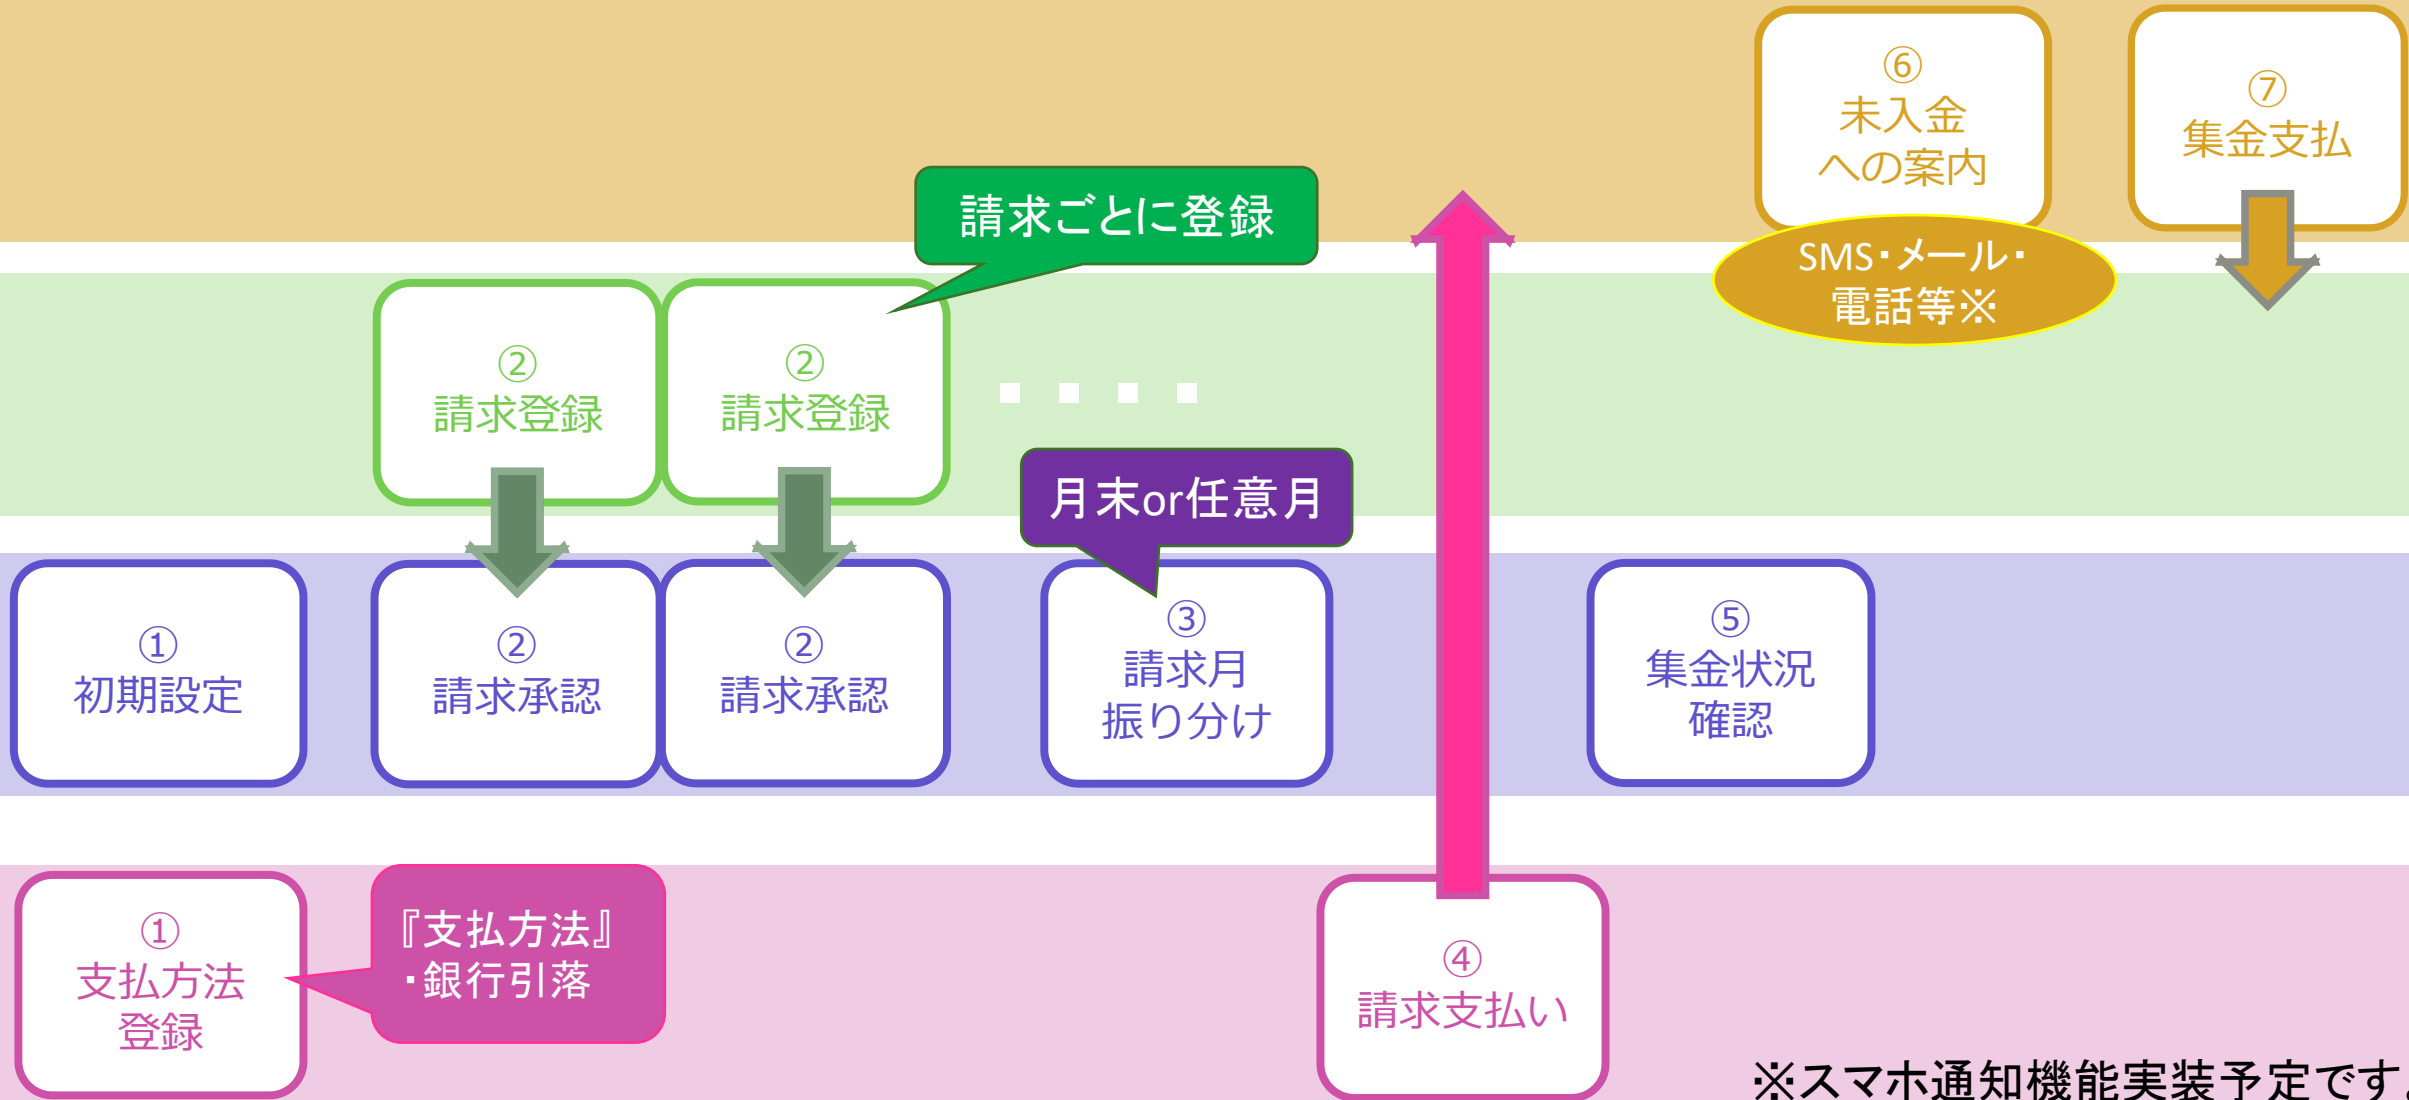 ⑥
未入金
への案内
⑦
集金支払
請求ごとに登録
SMS・メール・
電話等※
②
請求登録
②
請求登録
・・・・
月末or任意月
①
初期設定
②
請求承認
②
請求承認
③
請求月
振り分け
⑤
集金状況
確認
①
支払方法
登録
『支払方法』
・銀行引落
④
請求支払い
※スマホ通知機能実装予定です。